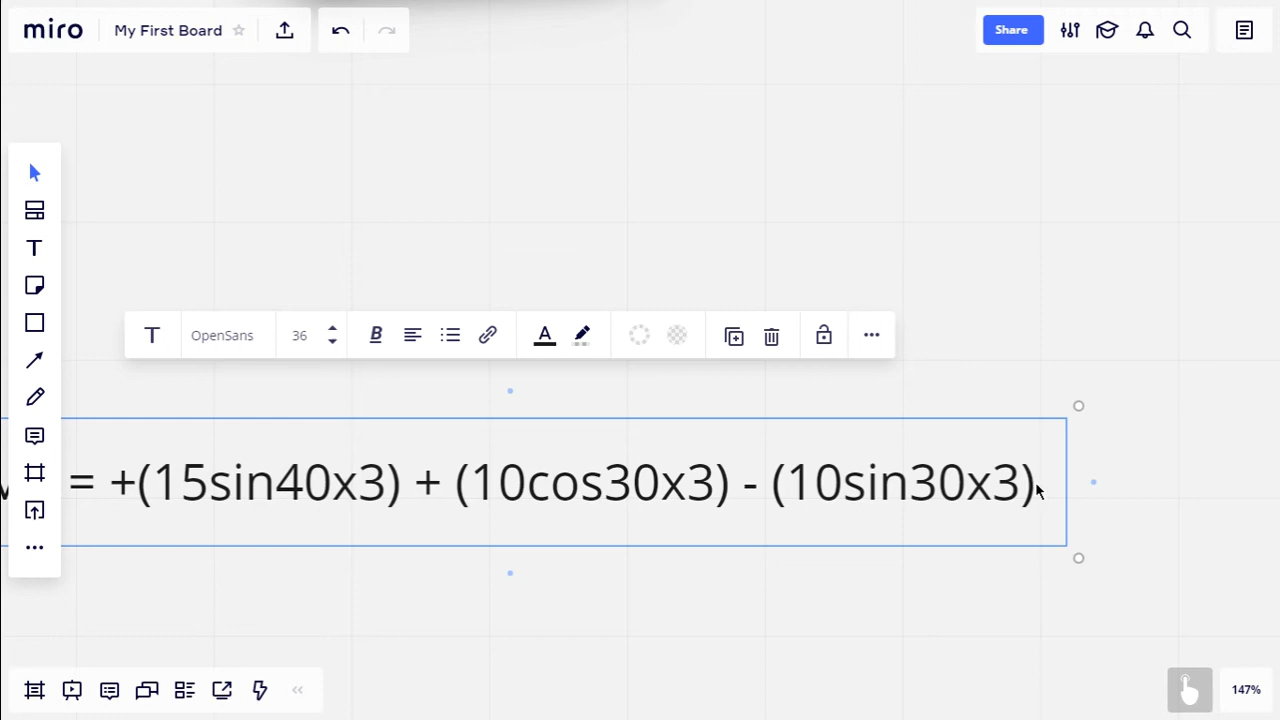 miro My First Board Share
OpenSans 36 B A
= +(15sin40x3) + (10cos30x3) - (10sin30x3)
147%